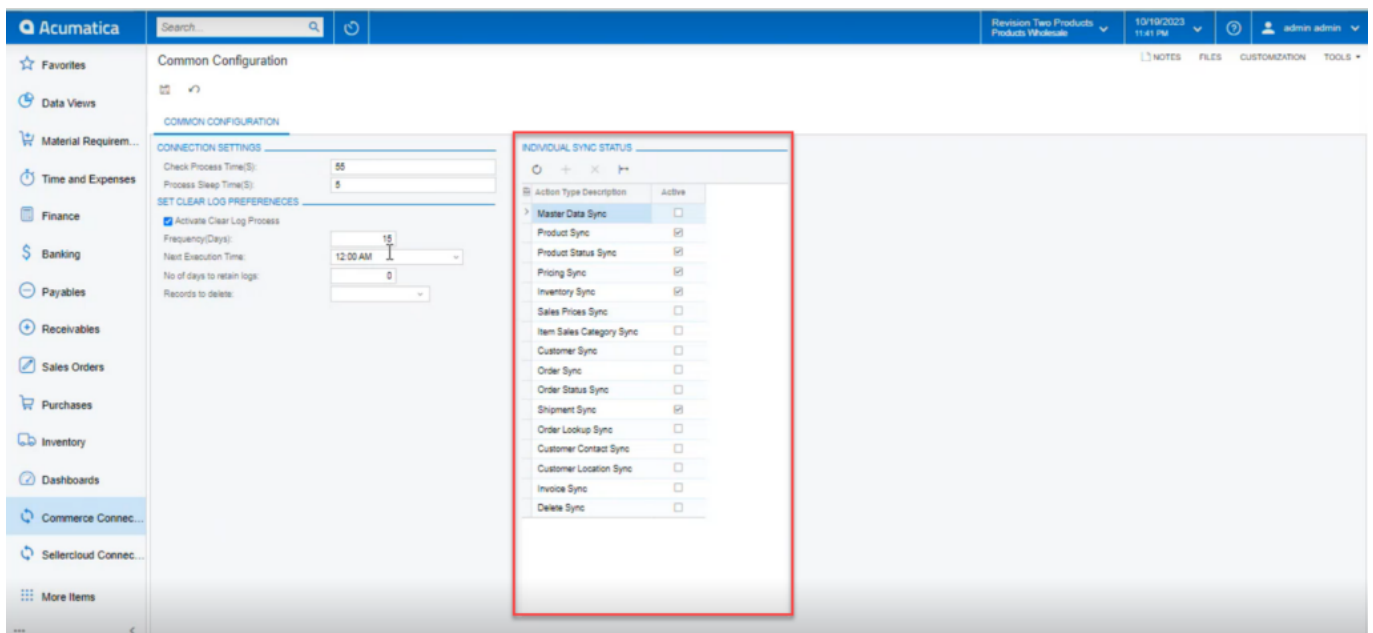 Acumatica
Search...
Revision Two Products
Products Wholesale
10/19/2023
11:41 PM
admin admin
Favorites
Data Views
Material Requirem...
Time and Expenses
Finance
Banking
Payables
Receivables
Sales Orders
Purchases
Inventory
Dashboards
Commerce Connec...
Sellercloud Connec...
More Items
Common Configuration
NOTES FILES CUSTOMIZATION TOOLS
COMMON CONFIGURATION
CONNECTION SETTINGS
Check Process Time(S): 55
Process Sleep Time(S): 5
SET CLEAR LOG PREFERENECES
Activate Clear Log Process
Frequency(Days): 15
Next Execution Time: 12:00 AM
No of days to retain logs: 0
Records to delete:
INDIVIDUAL SYNC STATUS
Action Type Description Active
Master Data Sync
Product Sync
Product Status Sync
Pricing Sync
Inventory Sync
Sales Prices Sync
Item Sales Category Sync
Customer Sync
Order Sync
Order Status Sync
Shipment Sync
Order Lookup Sync
Customer Contact Sync
Customer Location Sync
Invoice Sync
Delete Sync